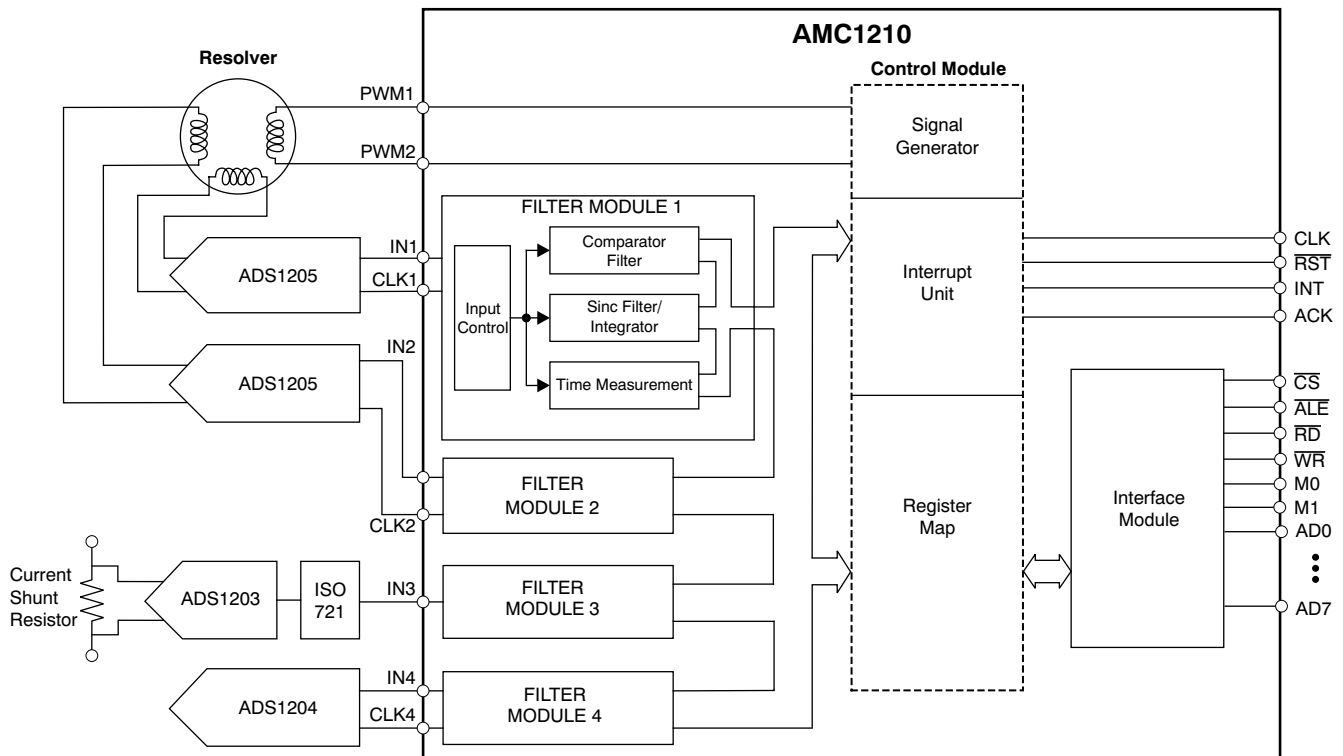 AMC1210
Resolver
Control Module
PWM1
Signal
Generator
PWM2
FILTER MODULE 1
IN1
CLK1
ADS1205
Input
Control
Comparator
Filter
Sinc Filter/
Integrator
Time Measurement
Interrupt
Unit
CLK
RST
INT
ACK
IN2
ADS1205
CLK2
FILTER
MODULE 2
Register
Map
Interface
Module
CS
ALE
RD
WR
M0
M1
AD0
AD7
Current
Shunt
Resistor
ADS1203
ISO
721
IN3
FILTER
MODULE 3
ADS1204
IN4
CLK4
FILTER
MODULE 4